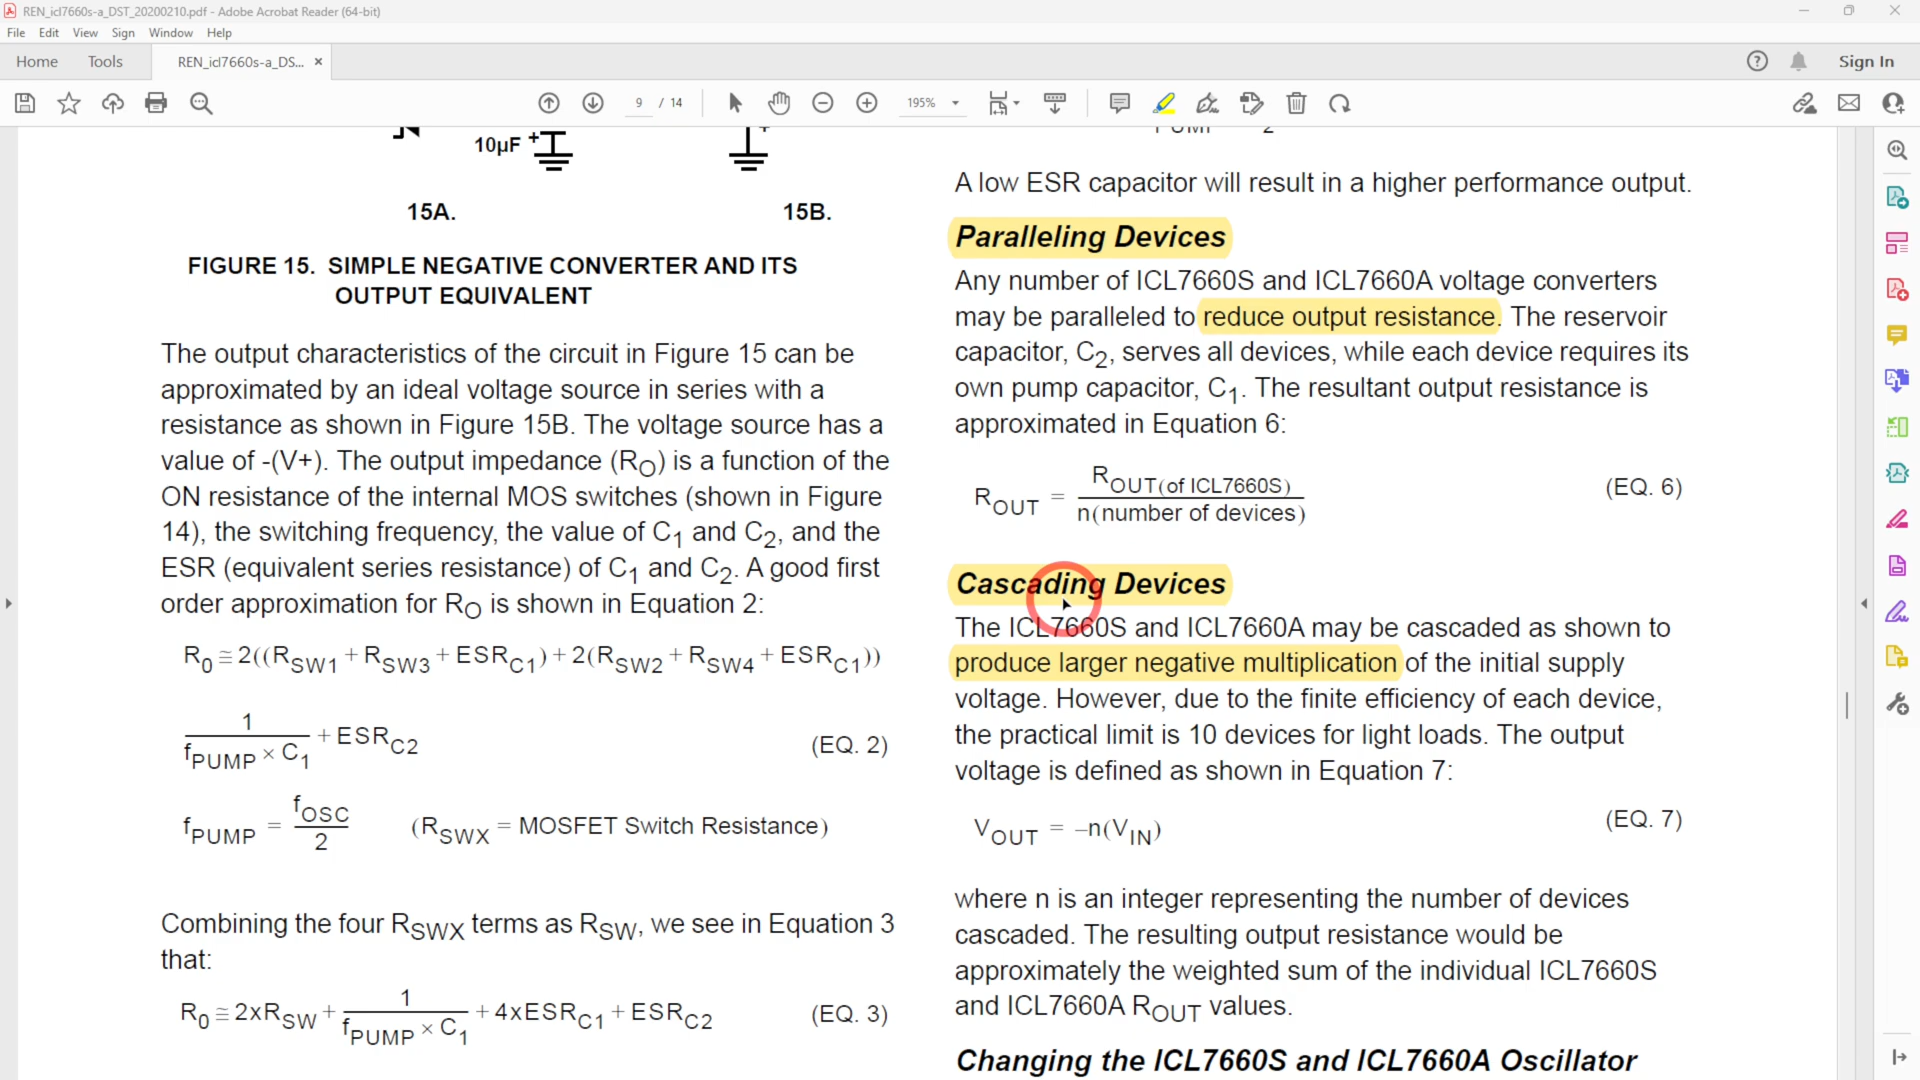 REN_icl7660s-a_DST_20200210.pdf - Adobe Acrobat Reader (64-bit)
File Edit View Sign Window Help
Home Tools REN_icl7660s-a_DS... × Sign In
9 / 14 195%
10µF +
+
15A. 15B.
FIGURE 15. SIMPLE NEGATIVE CONVERTER AND ITS
OUTPUT EQUIVALENT
The output characteristics of the circuit in Figure 15 can be
approximated by an ideal voltage source in series with a
resistance as shown in Figure 15B. The voltage source has a
value of -(V+). The output impedance (RO) is a function of the
ON resistance of the internal MOS switches (shown in Figure
14), the switching frequency, the value of C1 and C2, and the
ESR (equivalent series resistance) of C1 and C2. A good first
order approximation for RO is shown in Equation 2:
R0 ≅ 2((RSW1 + RSW3 + ESRC1) + 2(RSW2 + RSW4 + ESRC1))
1
fPUMP × C1
+ ESRC2
(EQ. 2)
fPUMP = fOSC
2
(RSWX = MOSFET Switch Resistance)
Combining the four RSWX terms as RSW, we see in Equation 3
that:
R0 ≅ 2xRSW + 1
fPUMP × C1
+ 4xESRC1 + ESRC2 (EQ. 3)
PUMP 2
A low ESR capacitor will result in a higher performance output.
Paralleling Devices
Any number of ICL7660S and ICL7660A voltage converters
may be paralleled to reduce output resistance. The reservoir
capacitor, C2, serves all devices, while each device requires its
own pump capacitor, C1. The resultant output resistance is
approximated in Equation 6:
ROUT = ROUT(of ICL7660S)
n(number of devices)
(EQ. 6)
Cascading Devices
The ICL7660S and ICL7660A may be cascaded as shown to
produce larger negative multiplication of the initial supply
voltage. However, due to the finite efficiency of each device,
the practical limit is 10 devices for light loads. The output
voltage is defined as shown in Equation 7:
VOUT = –n(VIN) (EQ. 7)
where n is an integer representing the number of devices
cascaded. The resulting output resistance would be
approximately the weighted sum of the individual ICL7660S
and ICL7660A ROUT values.
Changing the ICL7660S and ICL7660A Oscillator